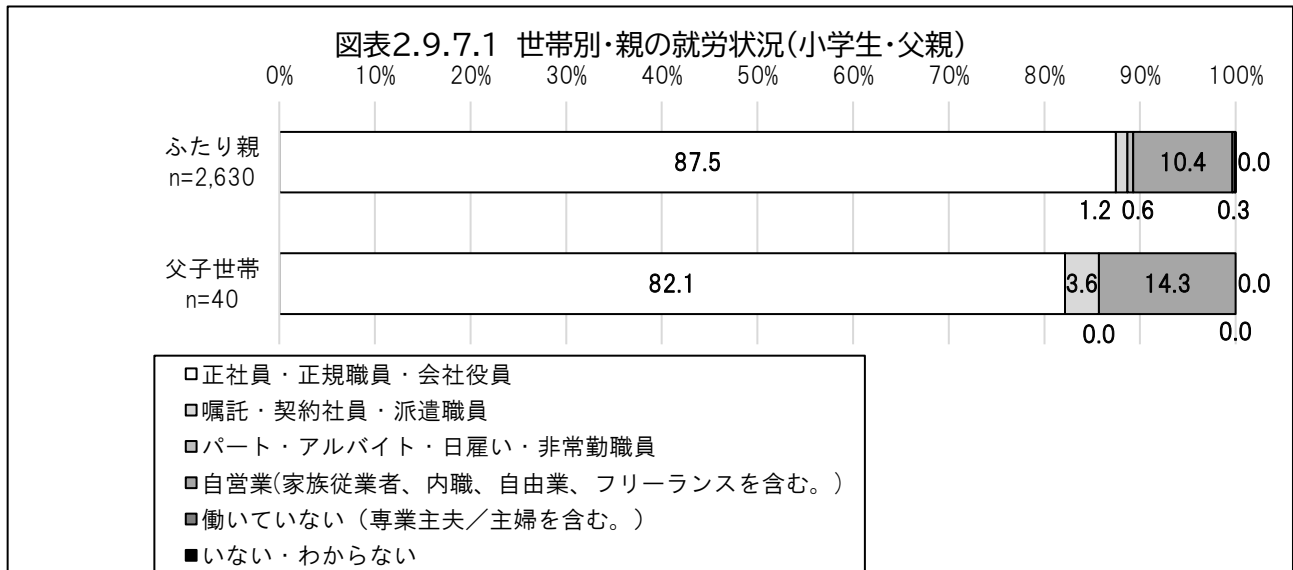 図表2.9.7.1 世帯別・親の就労状況(小学生・父親)
0% 10% 20% 30% 40% 50% 60% 70% 80% 90% 100%
ふたり親
n=2,630
87.5 10.4 0.0
1.2 0.6 0.3
父子世帯
n=40
82.1 3.6 14.3 0.0
0.0 0.0
正社員・正規職員・会社役員
嘱託・契約社員・派遣職員
パート・アルバイト・日雇い・非常勤職員
自営業(家族従業者、内職、自由業、フリーランスを含む。)
働いていない（専業主夫／主婦を含む。）
いない・わからない